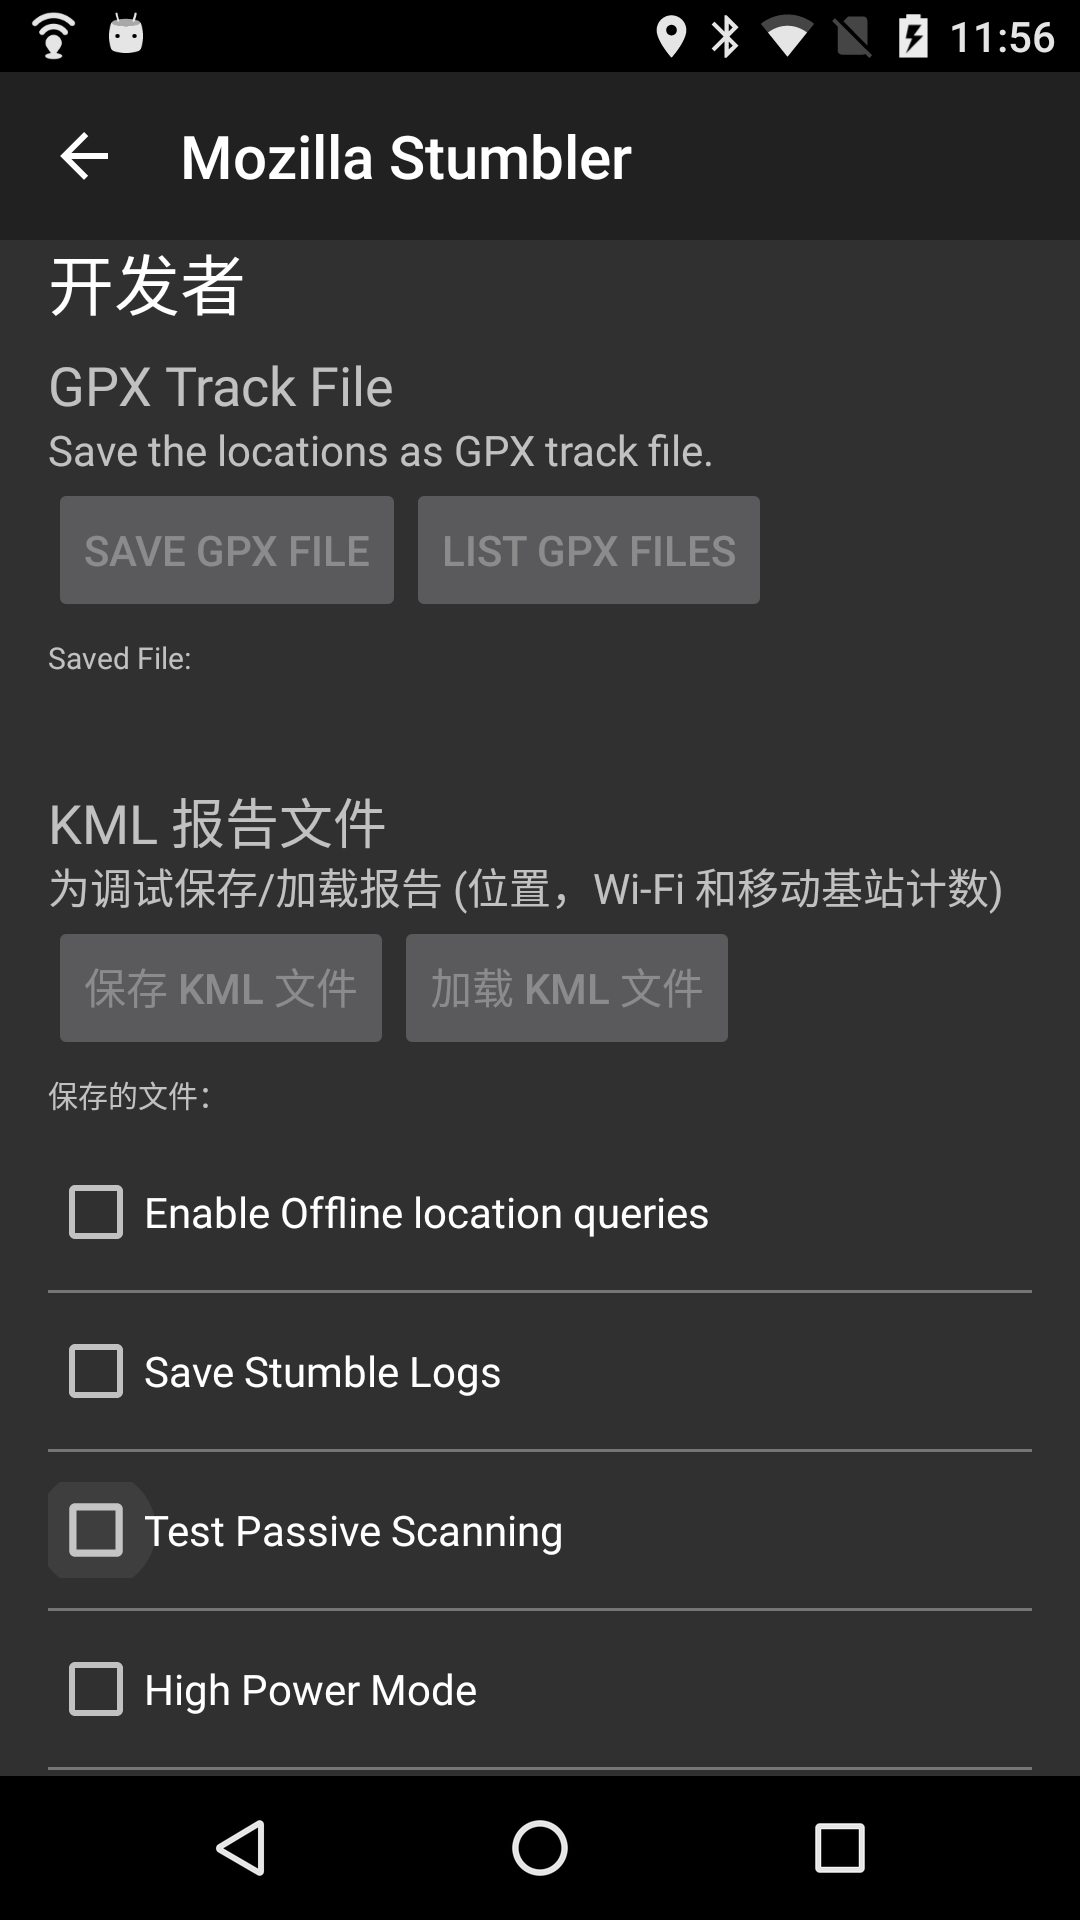 11:56
Mozilla Stumbler
开发者
GPX Track File
Save the locations as GPX track file.
SAVE GPX FILE
LIST GPX FILES
Saved File:
KML 报告文件
为调试保存/加载报告 (位置，Wi-Fi 和移动基站计数)
保存 KML 文件
加载 KML 文件
保存的文件：
Enable Offline location queries
Save Stumble Logs
Test Passive Scanning
High Power Mode